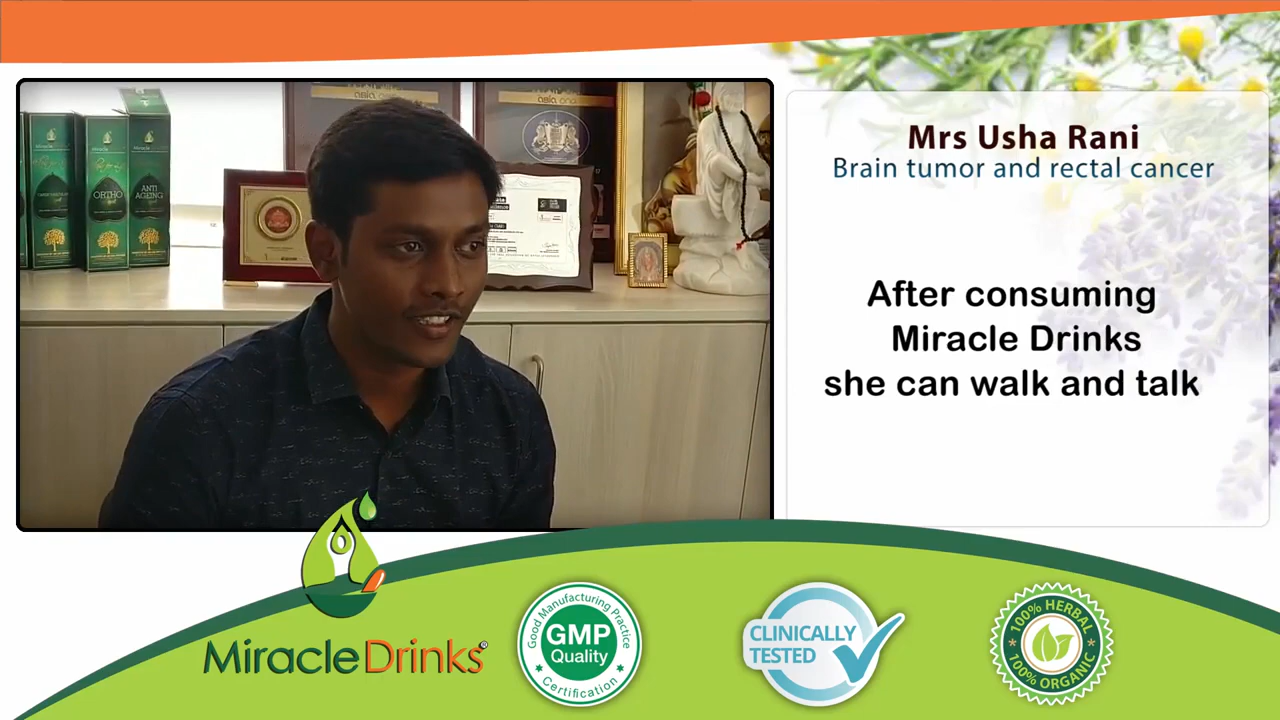 Mrs Usha Rani
Brain tumor and rectal cancer
After consuming
Miracle Drinks
she can walk and talk
ORTHO
ANTI
AGEING
MiracleDrinks®
Good Manufacturing Practice
GMP
Quality
Certification
CLINICALLY
TESTED
100% HERBAL
100% ORGANIC